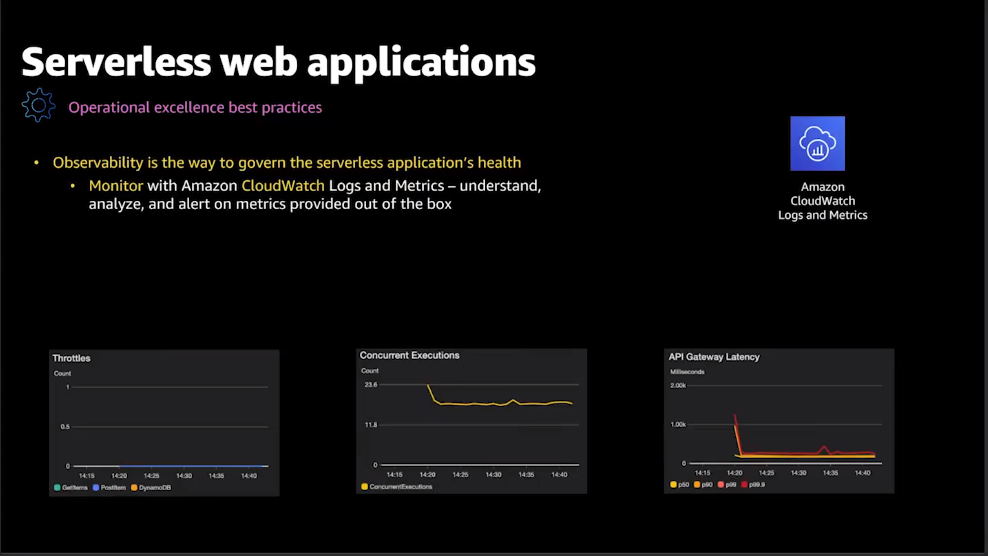 Serverless web applications
Operational excellence best practices
• Observability is the way to govern the serverless application's health
• Monitor with Amazon CloudWatch Logs and Metrics – understand,
analyze, and alert on metrics provided out of the box
Amazon
CloudWatch
Logs and Metrics
Throttles
Count
1
0.5
0
14:15 14:20 14:25 14:30 14:35 14:40
GetItems PostItem DynamoDB
Concurrent Executions
Count
23.6
11.8
0
14:15 14:20 14:25 14:30 14:35 14:40
ConcurrentExecutions
API Gateway Latency
Milliseconds
2.00k
1.00k
0
14:15 14:20 14:25 14:30 14:35 14:40
p50 p90 p99 p99.9